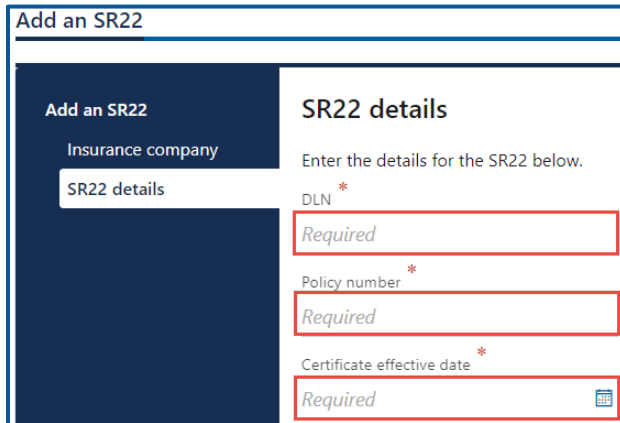 Add an SR22
Add an SR22
Insurance company
SR22 details
SR22 details
Enter the details for the SR22 below.
DLN *
Required
Policy number *
Required
Certificate effective date *
Required